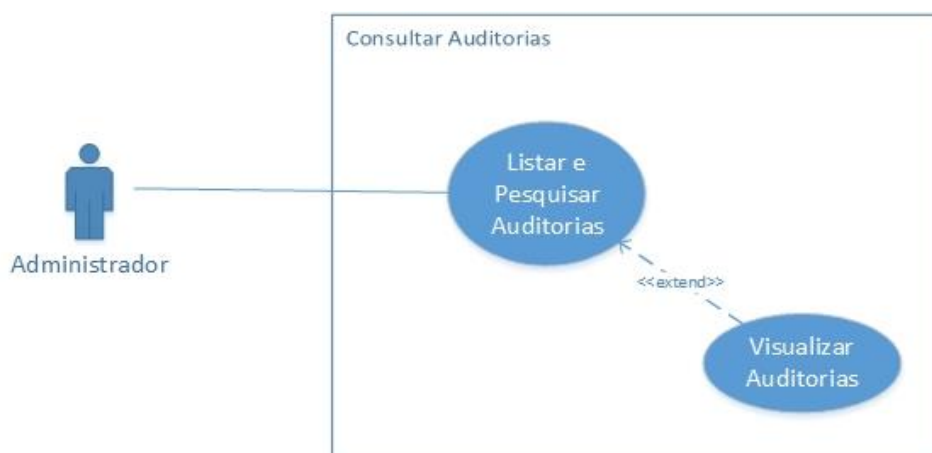 Consultar Auditorias
Listar e
Pesquisar
Auditorias
Administrador
<<extend>>
Visualizar
Auditorias